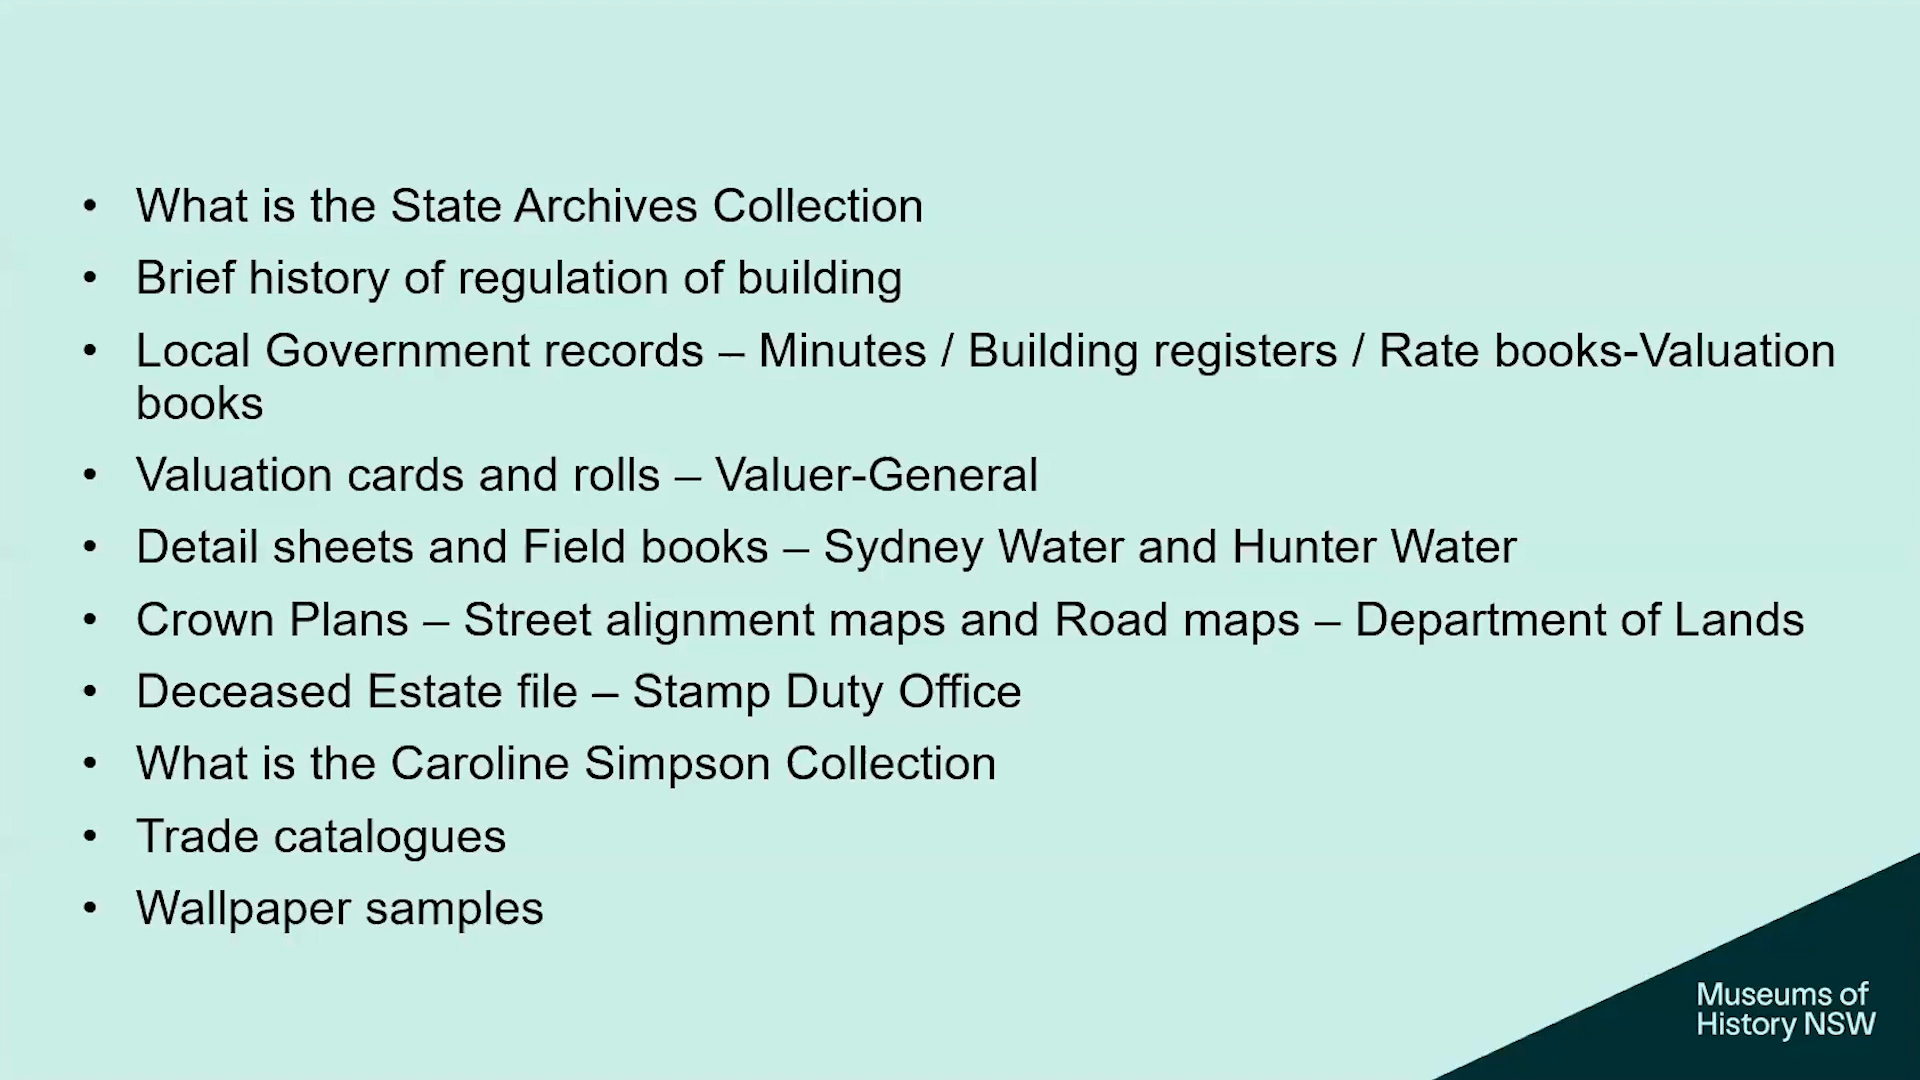 • What is the State Archives Collection
• Brief history of regulation of building
• Local Government records – Minutes / Building registers / Rate books-Valuation
books
• Valuation cards and rolls – Valuer-General
• Detail sheets and Field books – Sydney Water and Hunter Water
• Crown Plans – Street alignment maps and Road maps – Department of Lands
• Deceased Estate file – Stamp Duty Office
• What is the Caroline Simpson Collection
• Trade catalogues
• Wallpaper samples
Museums of
History NSW